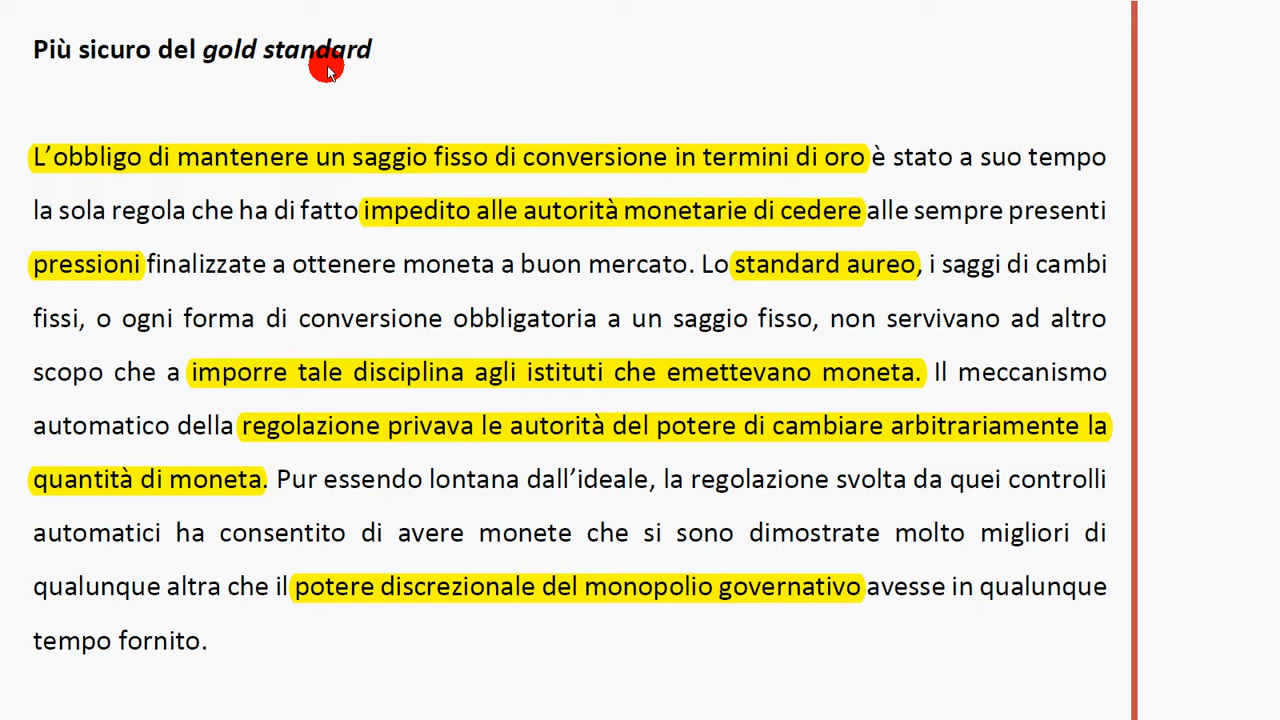 Più sicuro del gold standard
L’obbligo di mantenere un saggio fisso di conversione in termini di oro è stato a suo tempo
la sola regola che ha di fatto impedito alle autorità monetarie di cedere alle sempre presenti
pressioni finalizzate a ottenere moneta a buon mercato. Lo standard aureo, i saggi di cambi
fissi, o ogni forma di conversione obbligatoria a un saggio fisso, non servivano ad altro
scopo che a imporre tale disciplina agli istituti che emettevano moneta. Il meccanismo
automatico della regolazione privava le autorità del potere di cambiare arbitrariamente la
quantità di moneta. Pur essendo lontana dall’ideale, la regolazione svolta da quei controlli
automatici ha consentito di avere monete che si sono dimostrate molto migliori di
qualunque altra che il potere discrezionale del monopolio governativo avesse in qualunque
tempo fornito.